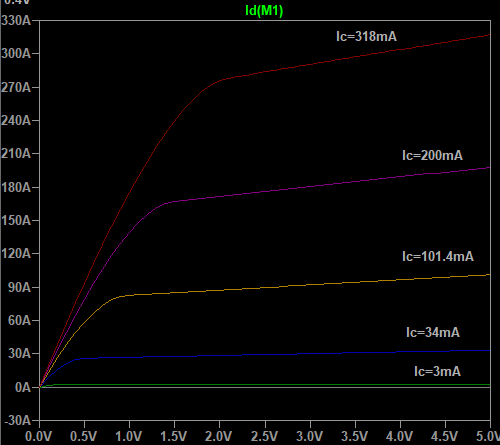 0.4V
Id(M1)
330A
300A
270A
240A
210A
180A
150A
120A
90A
60A
30A
0A
-30A
Ic=318mA
Ic=200mA
Ic=101.4mA
Ic=34mA
Ic=3mA
0.0V 0.5V 1.0V 1.5V 2.0V 2.5V 3.0V 3.5V 4.0V 4.5V 5.0V